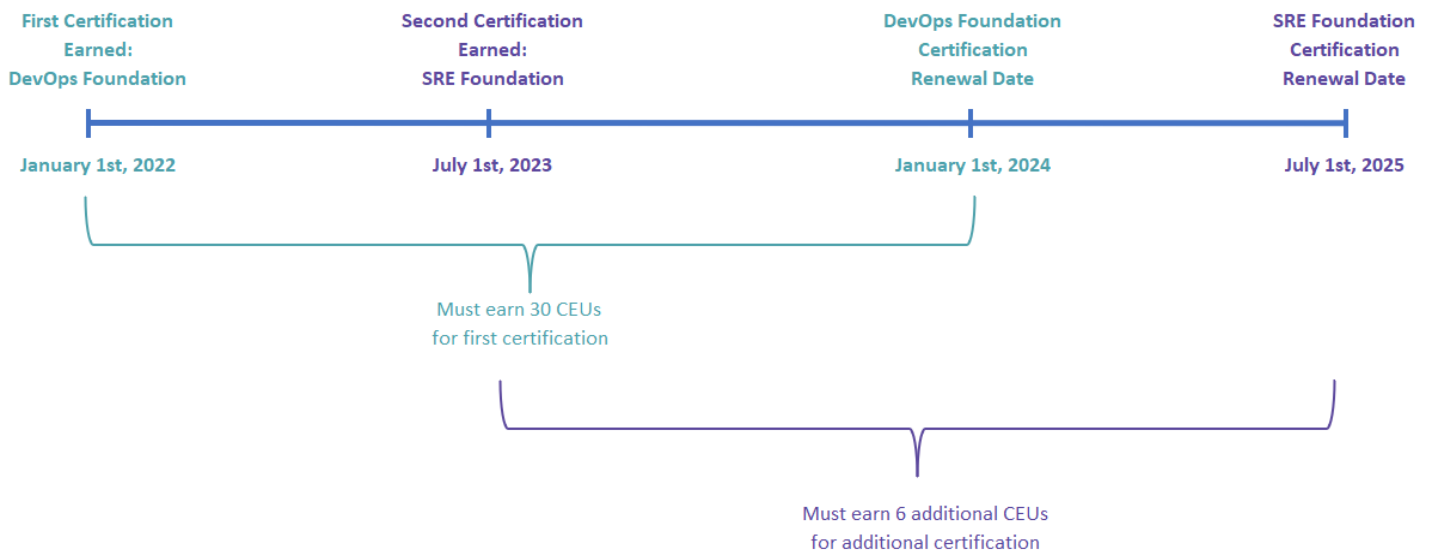 First Certification
Earned:
DevOps Foundation
Second Certification
Earned:
SRE Foundation
DevOps Foundation
Certification
Renewal Date
SRE Foundation
Certification
Renewal Date
January 1st, 2022
July 1st, 2023
January 1st, 2024
July 1st, 2025
Must earn 30 CEUs
for first certification
Must earn 6 additional CEUs
for additional certification